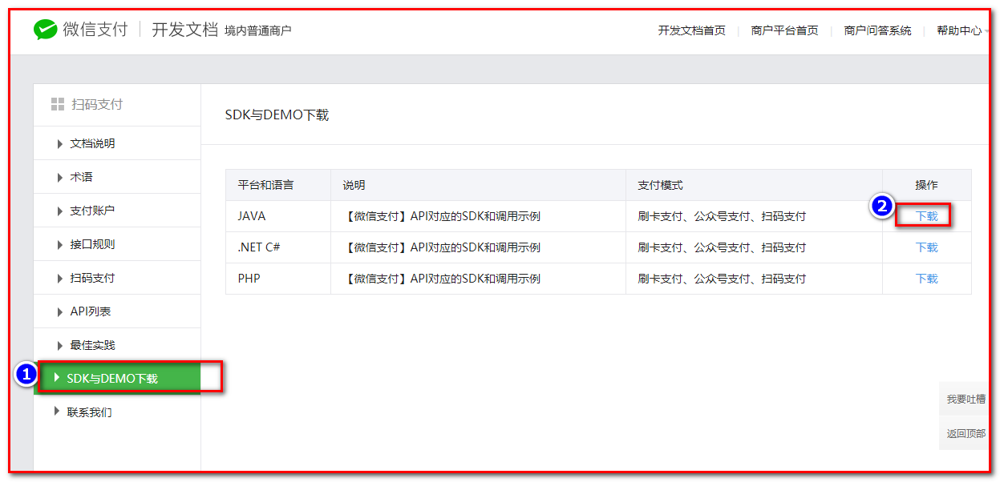 微信支付 开发文档 境内普通商户
开发文档首页 商户平台首页 商户问答系统 帮助中心
扫码支付
文档说明
术语
支付账户
接口规则
扫码支付
API列表
最佳实践
1 SDK与DEMO下载
联系我们
SDK与DEMO下载
平台和语言 说明 支付模式 操作
JAVA 【微信支付】API对应的SDK和调用示例 刷卡支付、公众号支付、扫码支付 2 下载
.NET C# 【微信支付】API对应的SDK和调用示例 刷卡支付、公众号支付、扫码支付 下载
PHP 【微信支付】API对应的SDK和调用示例 刷卡支付、公众号支付、扫码支付 下载
我要吐槽
返回顶部